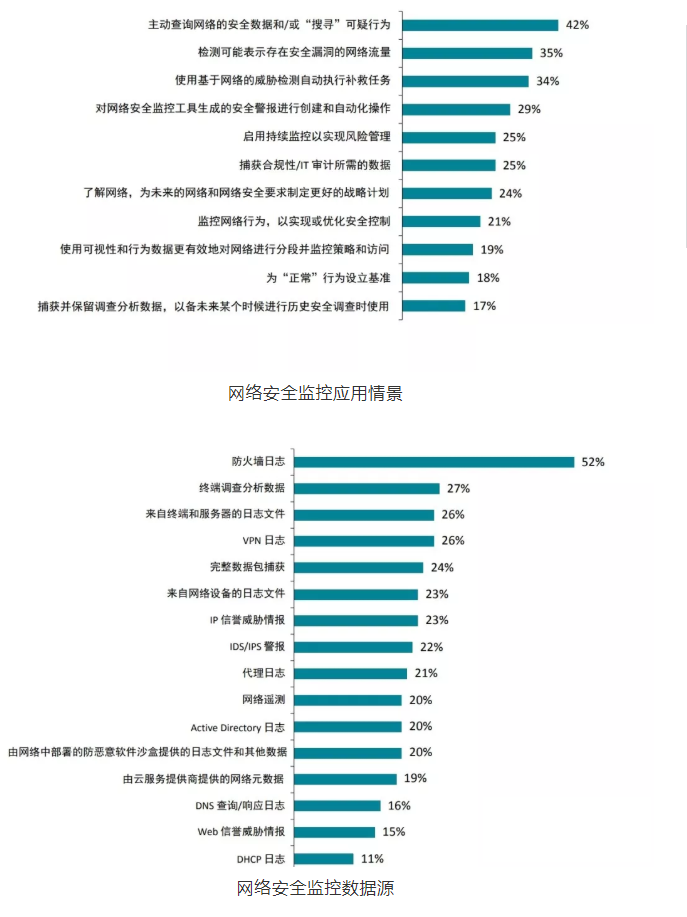 主动查询网络的安全数据和/或“搜寻”可疑行为 42%
检测可能表示存在安全漏洞的网络流量 35%
使用基于网络的威胁检测自动执行补救任务 34%
对网络安全监控工具生成的安全警报进行创建和自动化操作 29%
启用持续监控以实现风险管理 25%
捕获合规性/IT 审计所需的数据 25%
了解网络，为未来的网络和网络安全要求制定更好的战略计划 24%
监控网络行为，以实现或优化安全控制 21%
使用可视性和行为数据更有效地对网络进行分段并监控策略和访问 19%
为“正常”行为设立基准 18%
捕获并保留调查分析数据，以备未来某个时候进行历史安全调查时使用 17%
网络安全监控应用情景
防火墙日志 52%
终端调查分析数据 27%
来自终端和服务器的日志文件 26%
VPN 日志 26%
完整数据包捕获 24%
来自网络设备的日志文件 23%
IP 信誉威胁情报 23%
IDS/IPS 警报 22%
代理日志 21%
网络遥测 20%
Active Directory 日志 20%
由网络中部署的防恶意软件沙盒提供的日志文件和其他数据 20%
由云服务提供商提供的网络元数据 19%
DNS 查询/响应日志 16%
Web 信誉威胁情报 15%
DHCP 日志 11%
网络安全监控数据源